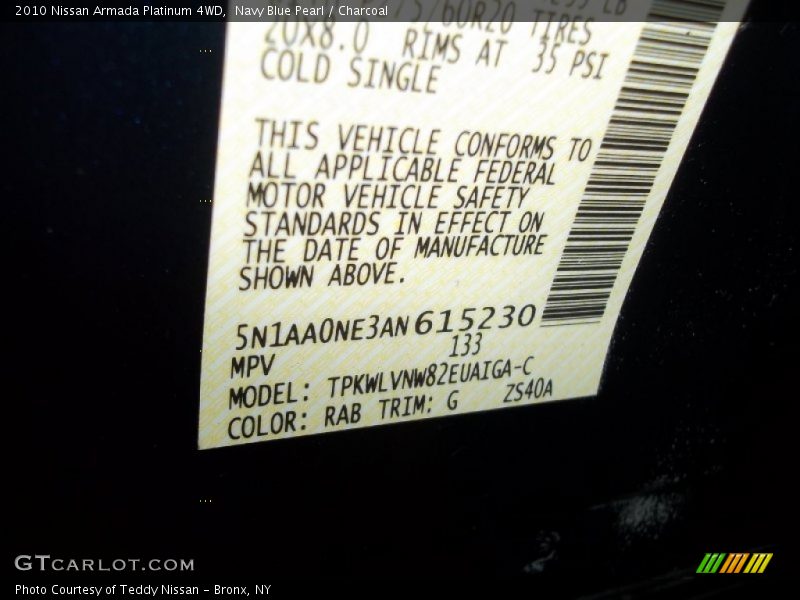 2010 Nissan Armada Platinum 4WD, Navy Blue Pearl / Charcoal
/60R20 TIRES
20X8.0 RIMS AT 35 PSI
COLD SINGLE
THIS VEHICLE CONFORMS TO
ALL APPLICABLE FEDERAL
MOTOR VEHICLE SAFETY
STANDARDS IN EFFECT ON
THE DATE OF MANUFACTURE
SHOWN ABOVE.
5N1AA0NE3AN615230
MPV 133
MODEL: TPKWLVNW82EUAIGA-C
COLOR: RAB TRIM: G ZS40A
GTCARLOT.COM
Photo Courtesy of Teddy Nissan - Bronx, NY